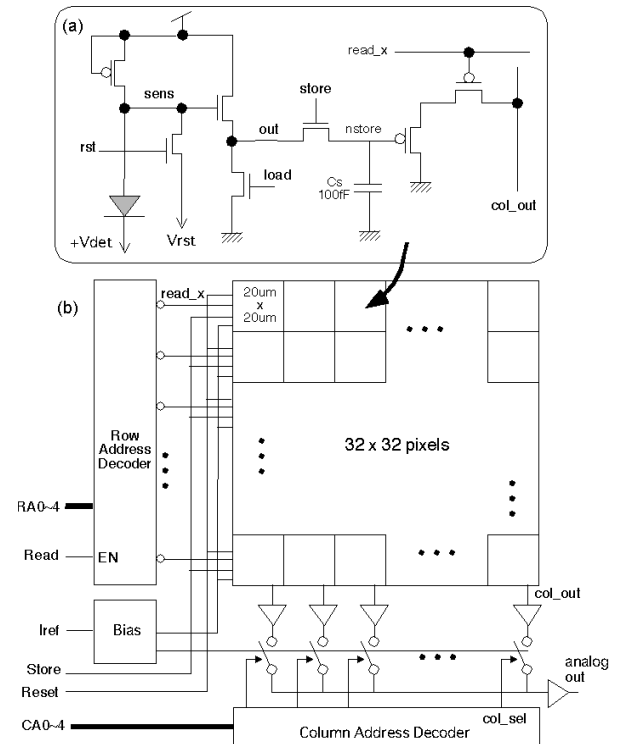 (a)
read_x
sens
store
rst
out
nstore
load
Cs
100fF
col_out
+Vdet
Vrst
(b)
read_x
20um
x
20um
Row
Address
Decoder
32 x 32 pixels
RA0~4
Read
EN
col_out
Iref
Bias
Store
analog
out
Reset
CA0~4
col_sel
Column Address Decoder